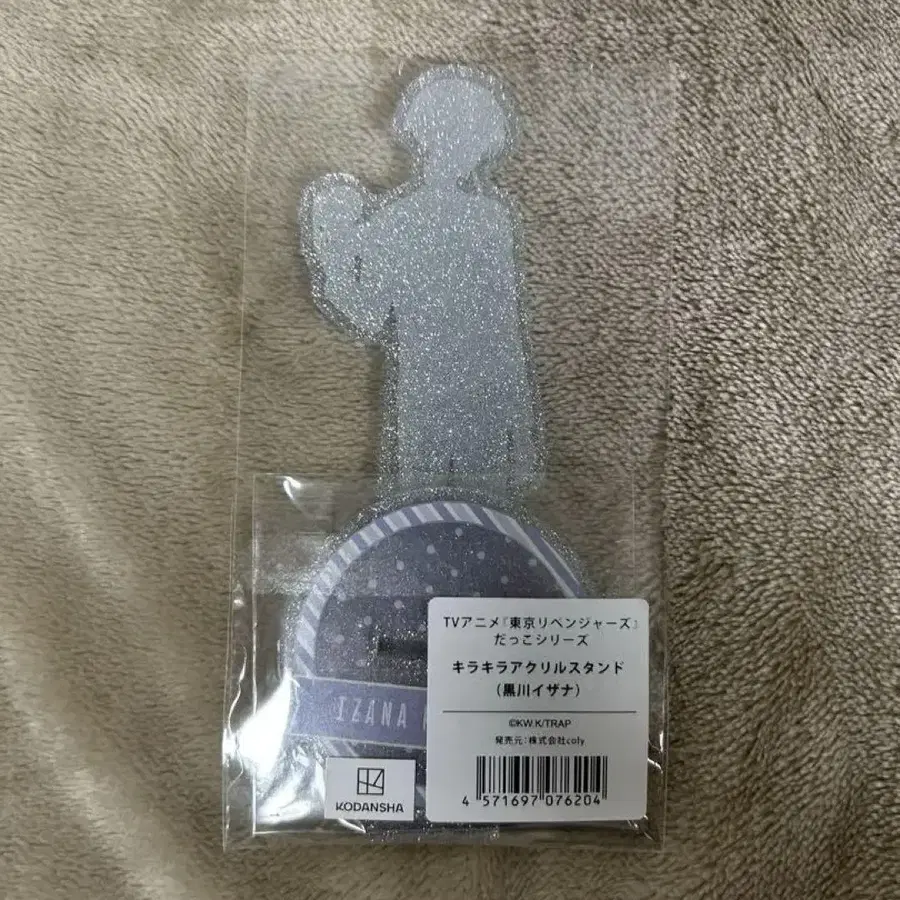 IZANA
TVアニメ『東京リベンジャーズ』
だっこシリーズ
キラキラアクリルスタンド
（黒川イザナ）
©KW.K/TRAP
発売元：株式会社coly
4 571697 076204
KODANSHA